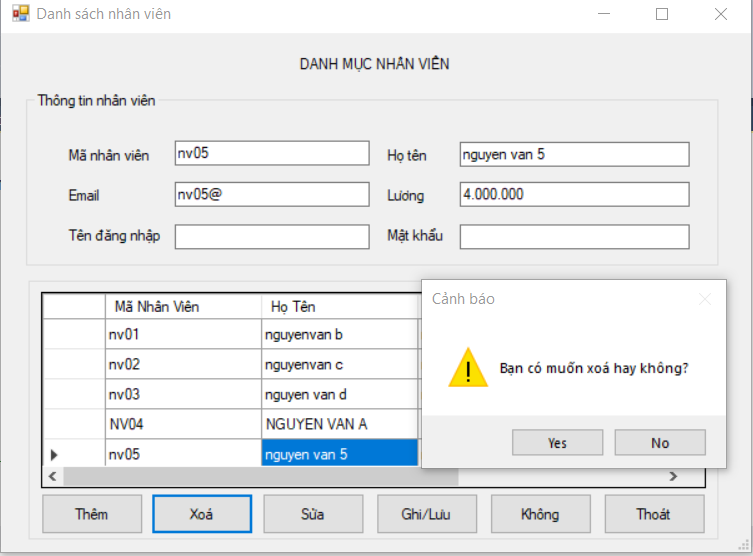 Danh sách nhân viên
DANH MỤC NHÂN VIÊN
Thông tin nhân viên
Mã nhân viên nv05 Họ tên nguyen van 5
Email nv05@ Lương 4.000.000
Tên đăng nhập Mật khẩu
Mã Nhân Viên Họ Tên
nv01 nguyenvan b
nv02 nguyenvan c
nv03 nguyen van d
NV04 NGUYEN VAN A
nv05 nguyen van 5
Cảnh báo
Bạn có muốn xoá hay không?
Yes No
Thêm Xoá Sửa Ghi/Lưu Không Thoát